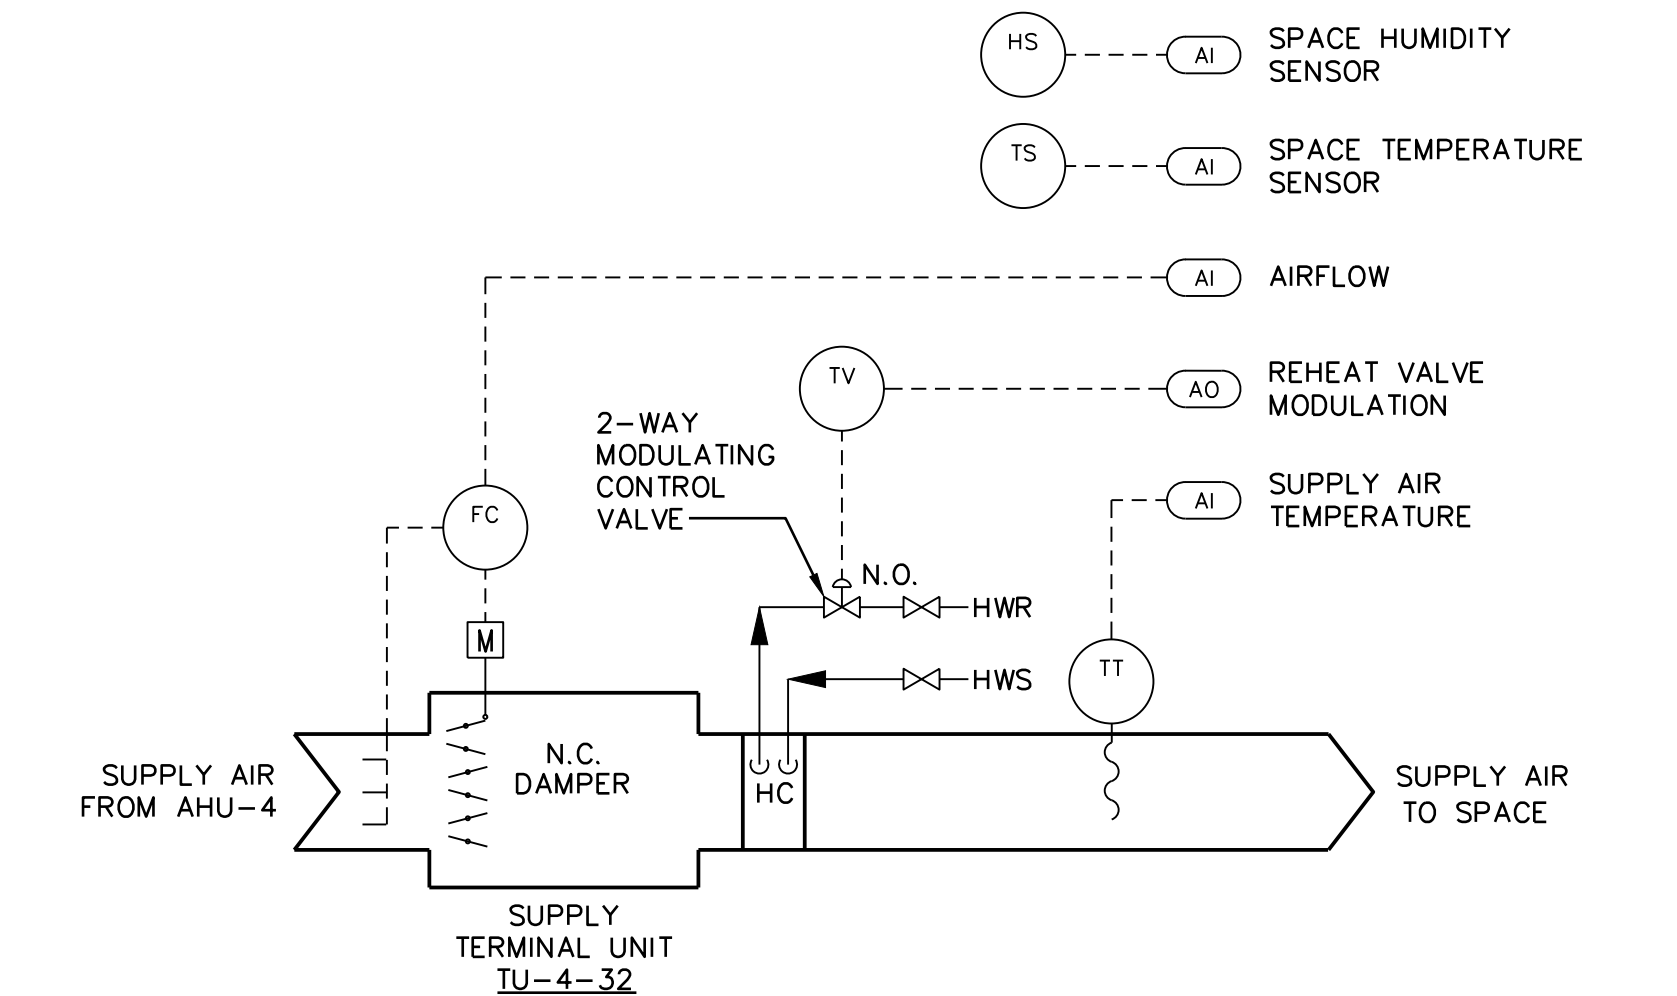 HS
AI
SPACE HUMIDITY
SENSOR
TS
AI
SPACE TEMPERATURE
SENSOR
AI
AIRFLOW
TV
AO
REHEAT VALVE
MODULATION
2-WAY
MODULATING
CONTROL
VALVE
AI
SUPPLY AIR
TEMPERATURE
FC
N.O.
HWR
M
HWS
TT
N.C.
DAMPER
HC
SUPPLY AIR
FROM AHU-4
SUPPLY AIR
TO SPACE
SUPPLY
TERMINAL UNIT
TU-4-32